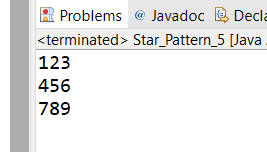 Problems @ Javadoc Decla
<terminated> Star_Pattern_5 [Java
123
456
789